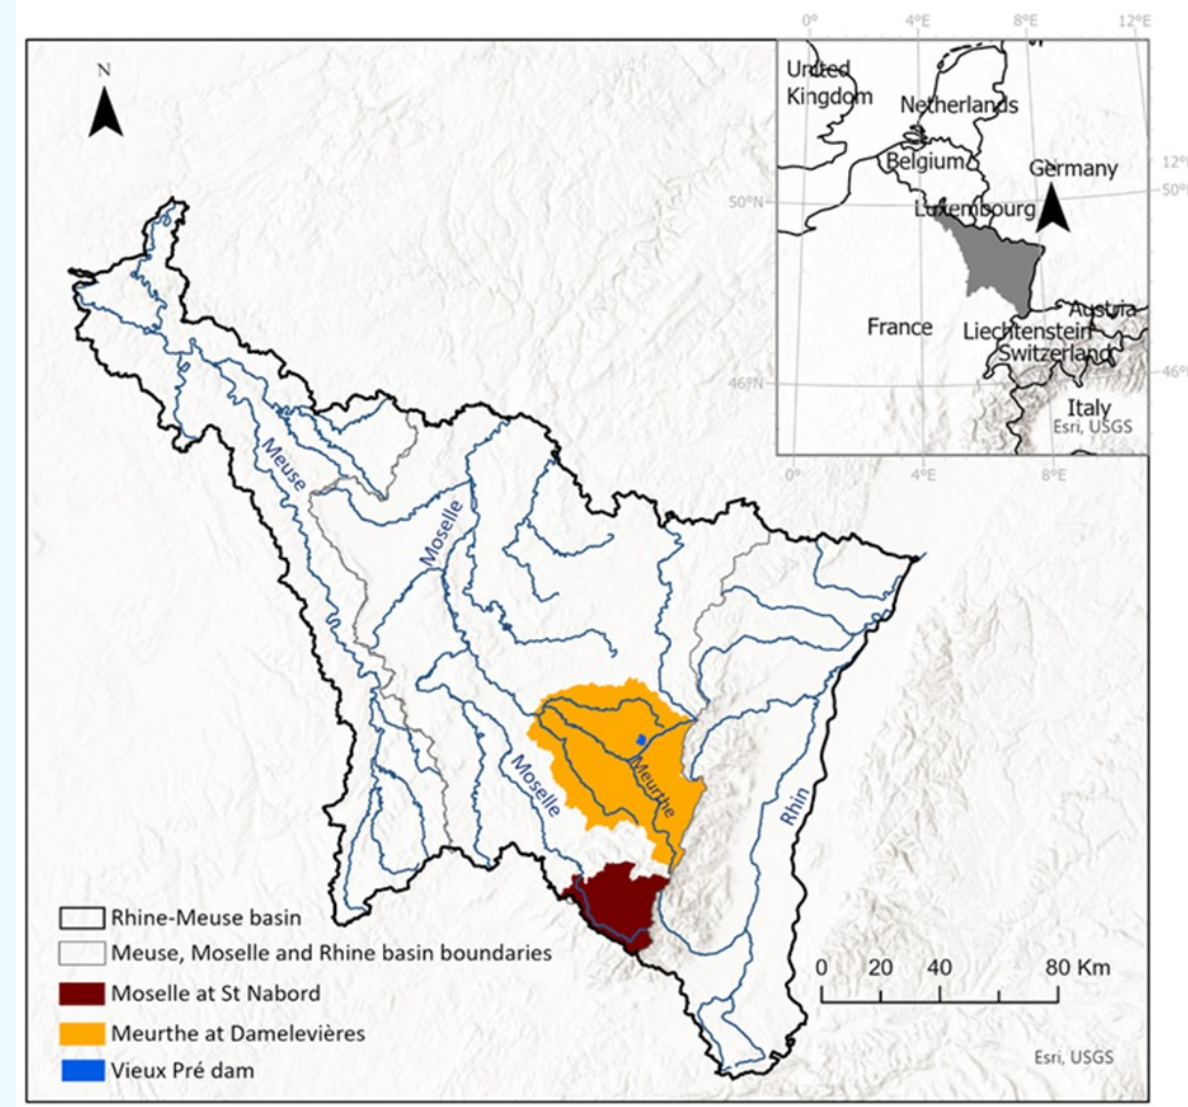 0° 4°E 8°E 12°E
N
United
Kingdom
Netherlands
Belgium
Germany
12°
50°N
50°
Luxembourg
France
Austria
Liechtenstein
Switzerland
46°N
46°
Italy
Esri, USGS
0° 4°E 8°E
Meuse
Moselle
Moselle
Meurthe
Rhin
Rhine-Meuse basin
Meuse, Moselle and Rhine basin boundaries
Moselle at St Nabord
Meurthe at Damelevières
Vieux Pré dam
0 20 40 80 Km
Esri, USGS